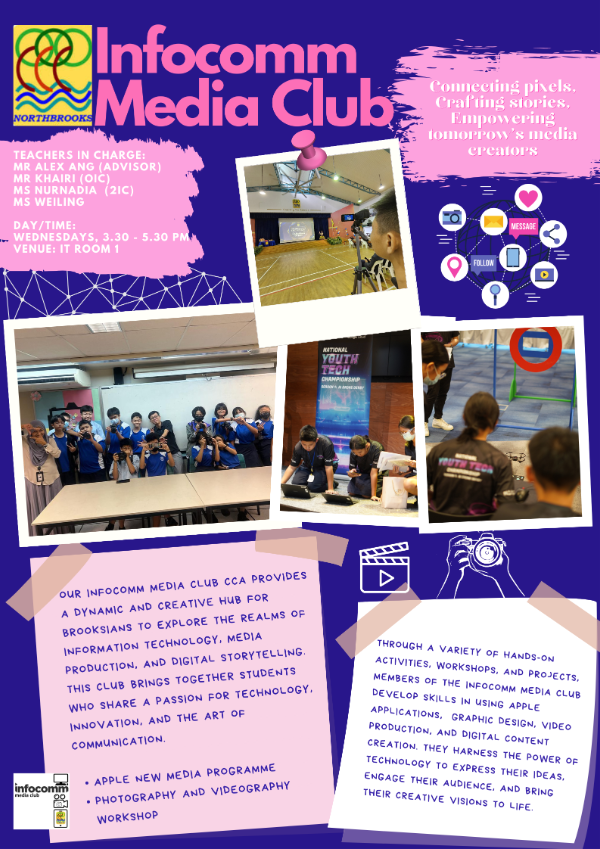 NORTHBROOKS
Infocomm
Media Club
Connecting pixels.
Crafting stories.
Empowering
tomorrow's media
creators
TEACHERS IN CHARGE:
MR ALEX ANG (ADVISOR)
MR KHAIRI (OIC)
MS NURNADIA (2IC)
MS WEILING
DAY/TIME:
WEDNESDAYS, 3.30 - 5.30 PM
VENUE: IT ROOM 1
MESSAGE
FOLLOW
NATIONAL
YOUTH
TECH
CHAMPIONSHIP
NATIONAL
YOUTH TECH
OUR INFOCOMM MEDIA CLUB CCA PROVIDES
A DYNAMIC AND CREATIVE HUB FOR
BROOKSIANS TO EXPLORE THE REALMS OF
INFORMATION TECHNOLOGY, MEDIA
PRODUCTION, AND DIGITAL STORYTELLING.
THIS CLUB BRINGS TOGETHER STUDENTS
WHO SHARE A PASSION FOR TECHNOLOGY,
INNOVATION, AND THE ART OF
COMMUNICATION.
• APPLE NEW MEDIA PROGRAMME
• PHOTOGRAPHY AND VIDEOGRAPHY
WORKSHOP
THROUGH A VARIETY OF HANDS-ON
ACTIVITIES, WORKSHOPS, AND PROJECTS,
MEMBERS OF THE INFOCOMM MEDIA CLUB
DEVELOP SKILLS IN USING APPLE
APPLICATIONS, GRAPHIC DESIGN, VIDEO
PRODUCTION, AND DIGITAL CONTENT
CREATION. THEY HARNESS THE POWER OF
TECHNOLOGY TO EXPRESS THEIR IDEAS,
ENGAGE THEIR AUDIENCE, AND BRING
THEIR CREATIVE VISIONS TO LIFE.
infocomm
media club